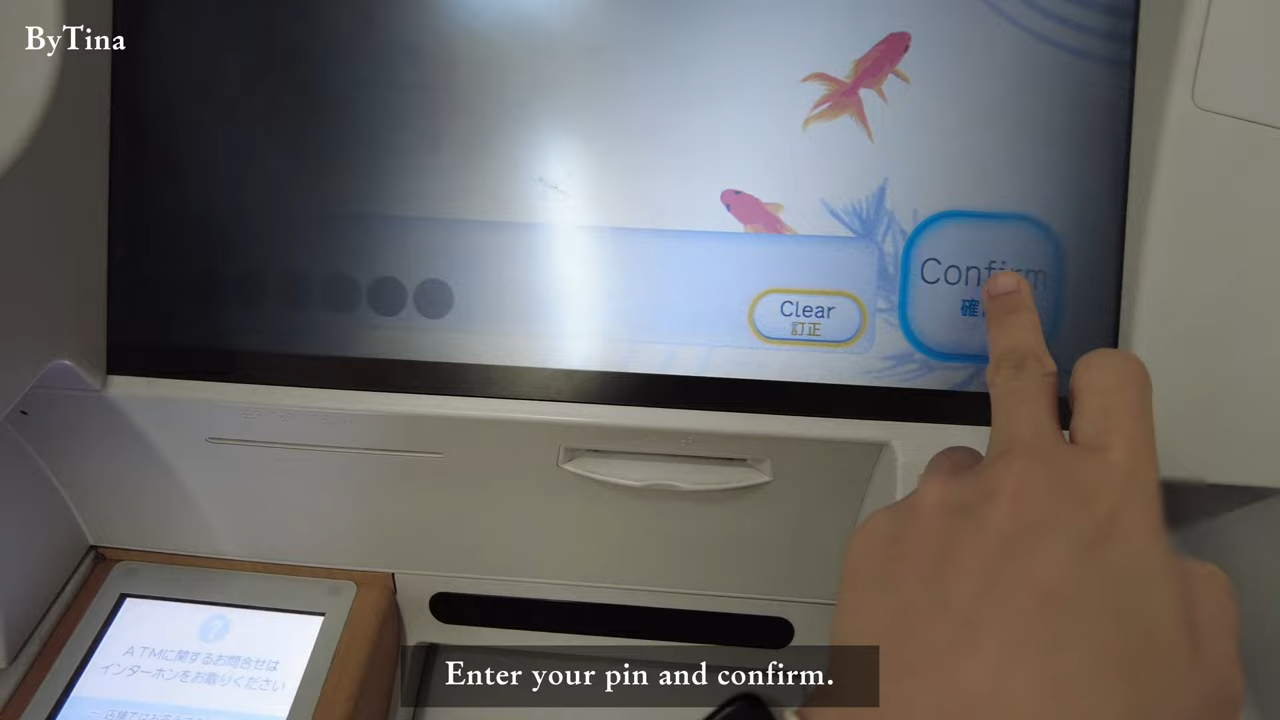 ByTina
Confirm
確
Clear
訂正
ATMに関するお問合せは
インターホンをお取りください
Enter your pin and confirm.